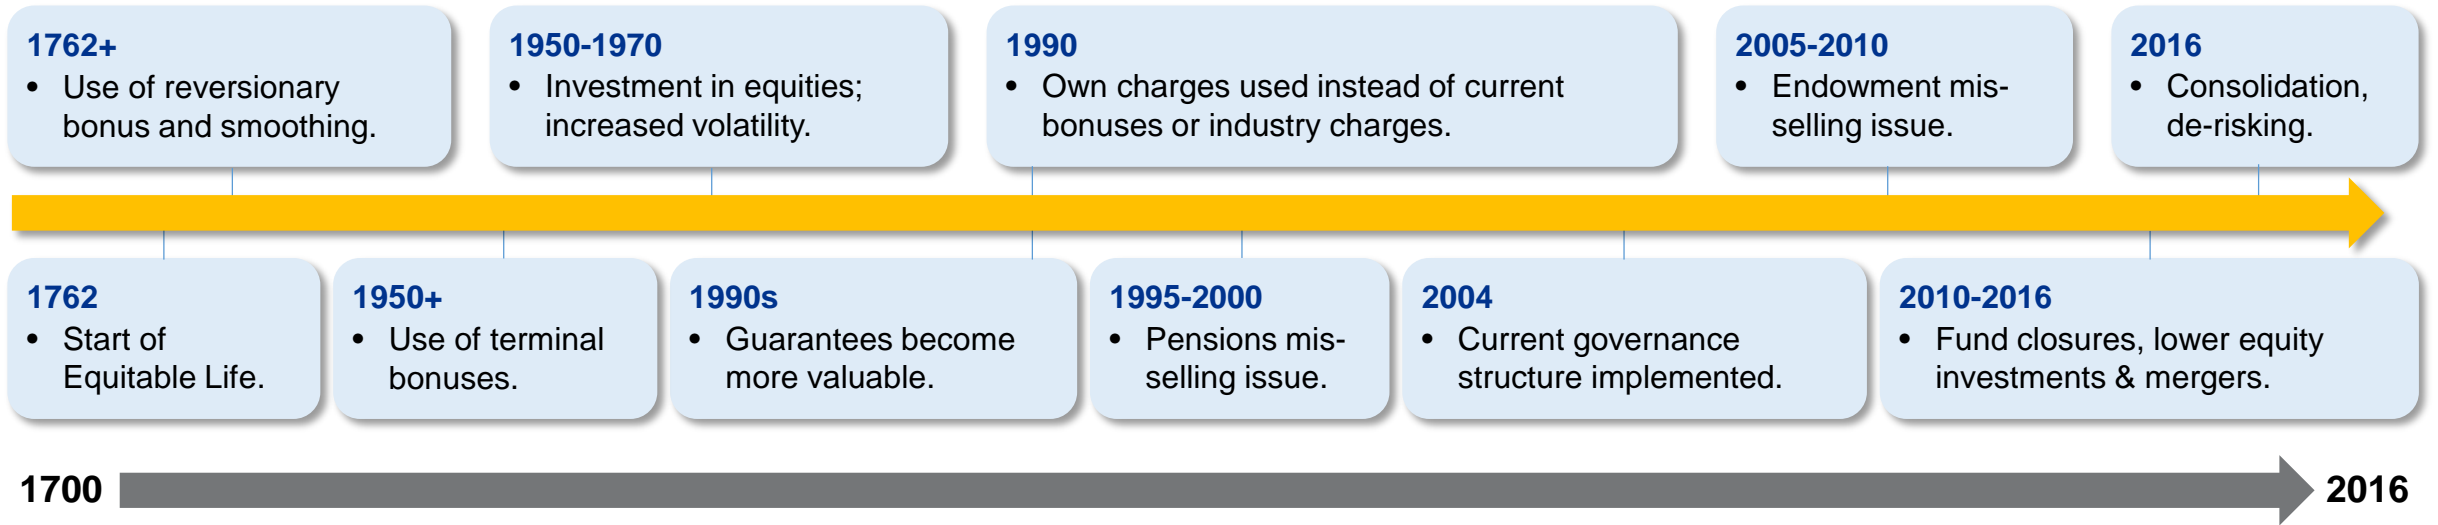 1762+
• Use of reversionary
bonus and smoothing.
1950-1970
• Investment in equities;
increased volatility.
1990
• Own charges used instead of current
bonuses or industry charges.
2005-2010
• Endowment mis-
selling issue.
2016
• Consolidation,
de-risking.
1762
• Start of
Equitable Life.
1950+
• Use of terminal
bonuses.
1990s
• Guarantees become
more valuable.
1995-2000
• Pensions mis-
selling issue.
2004
• Current governance
structure implemented.
2010-2016
• Fund closures, lower equity
investments & mergers.
1700
2016